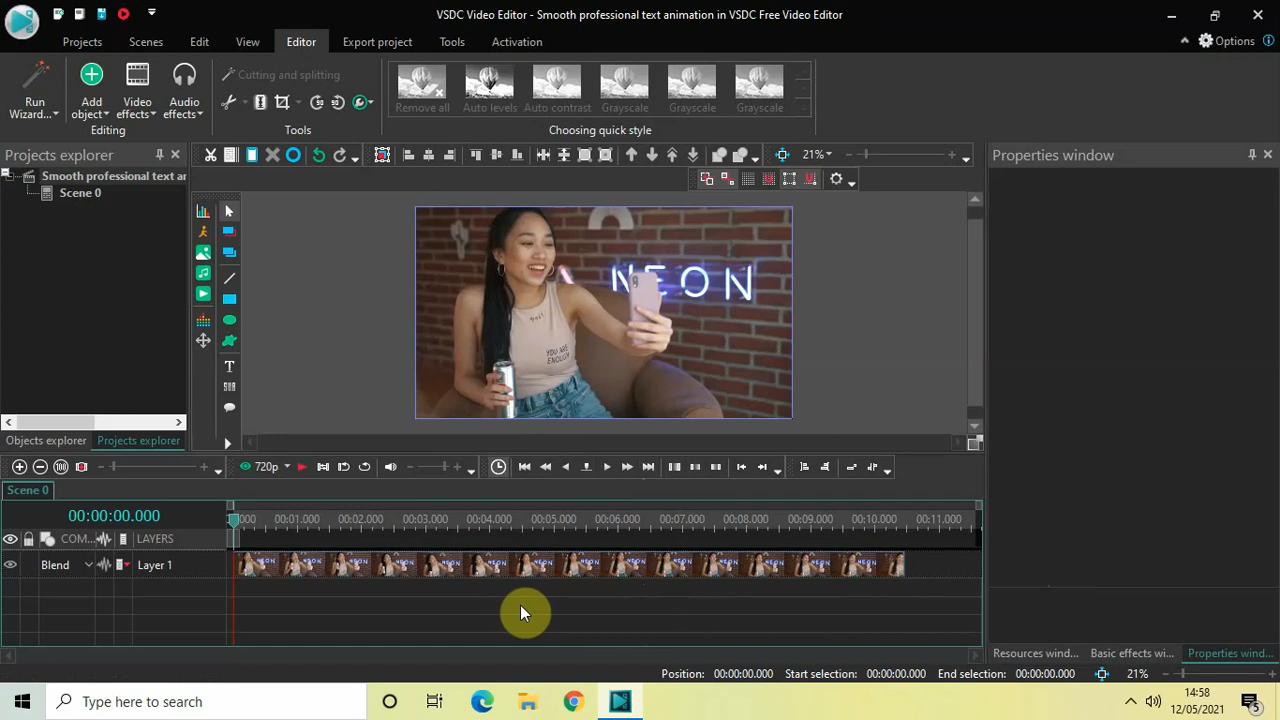 VSDC Video Editor - Smooth professional text animation in VSDC Free Video Editor
Projects Scenes Edit View Editor Export project Tools Activation
Options
Run Wizard...
Add object
Video effects
Audio effects
Editing
Cutting and splitting
Tools
Remove all
Auto levels
Auto contrast
Grayscale
Grayscale
Grayscale
Choosing quick style
Projects explorer
21%
Properties window
Smooth professional text ar
Scene 0
NEON
YOU ARE
ENOUGH
T
Objects explorer Projects explorer
720p
Scene 0
00:00:00.000
000 00:01.000 00:02.000 00:03.000 00:04.000 00:05.000 00:06.000 00:07.000 00:08.000 00:09.000 00:10.000 00:11.000
COM... LAYERS
Blend Layer 1
Resources wind... Basic effects wi... Properties wind...
Position: 00:00:00.000 Start selection: 00:00:00.000 End selection: 00:00:00.000 21%
Type here to search
14:58
12/05/2021
5